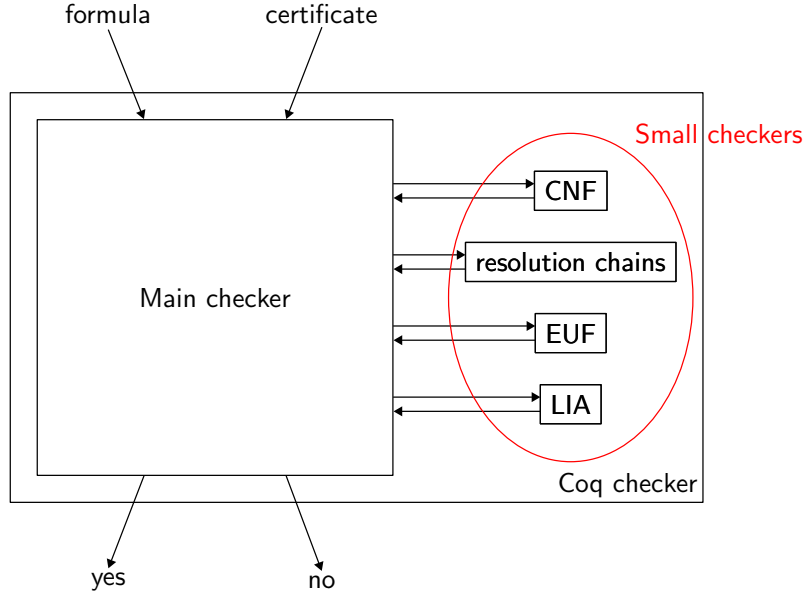 formula
certificate
Small checkers
CNF
resolution chains
Main checker
EUF
LIA
Coq checker
yes
no